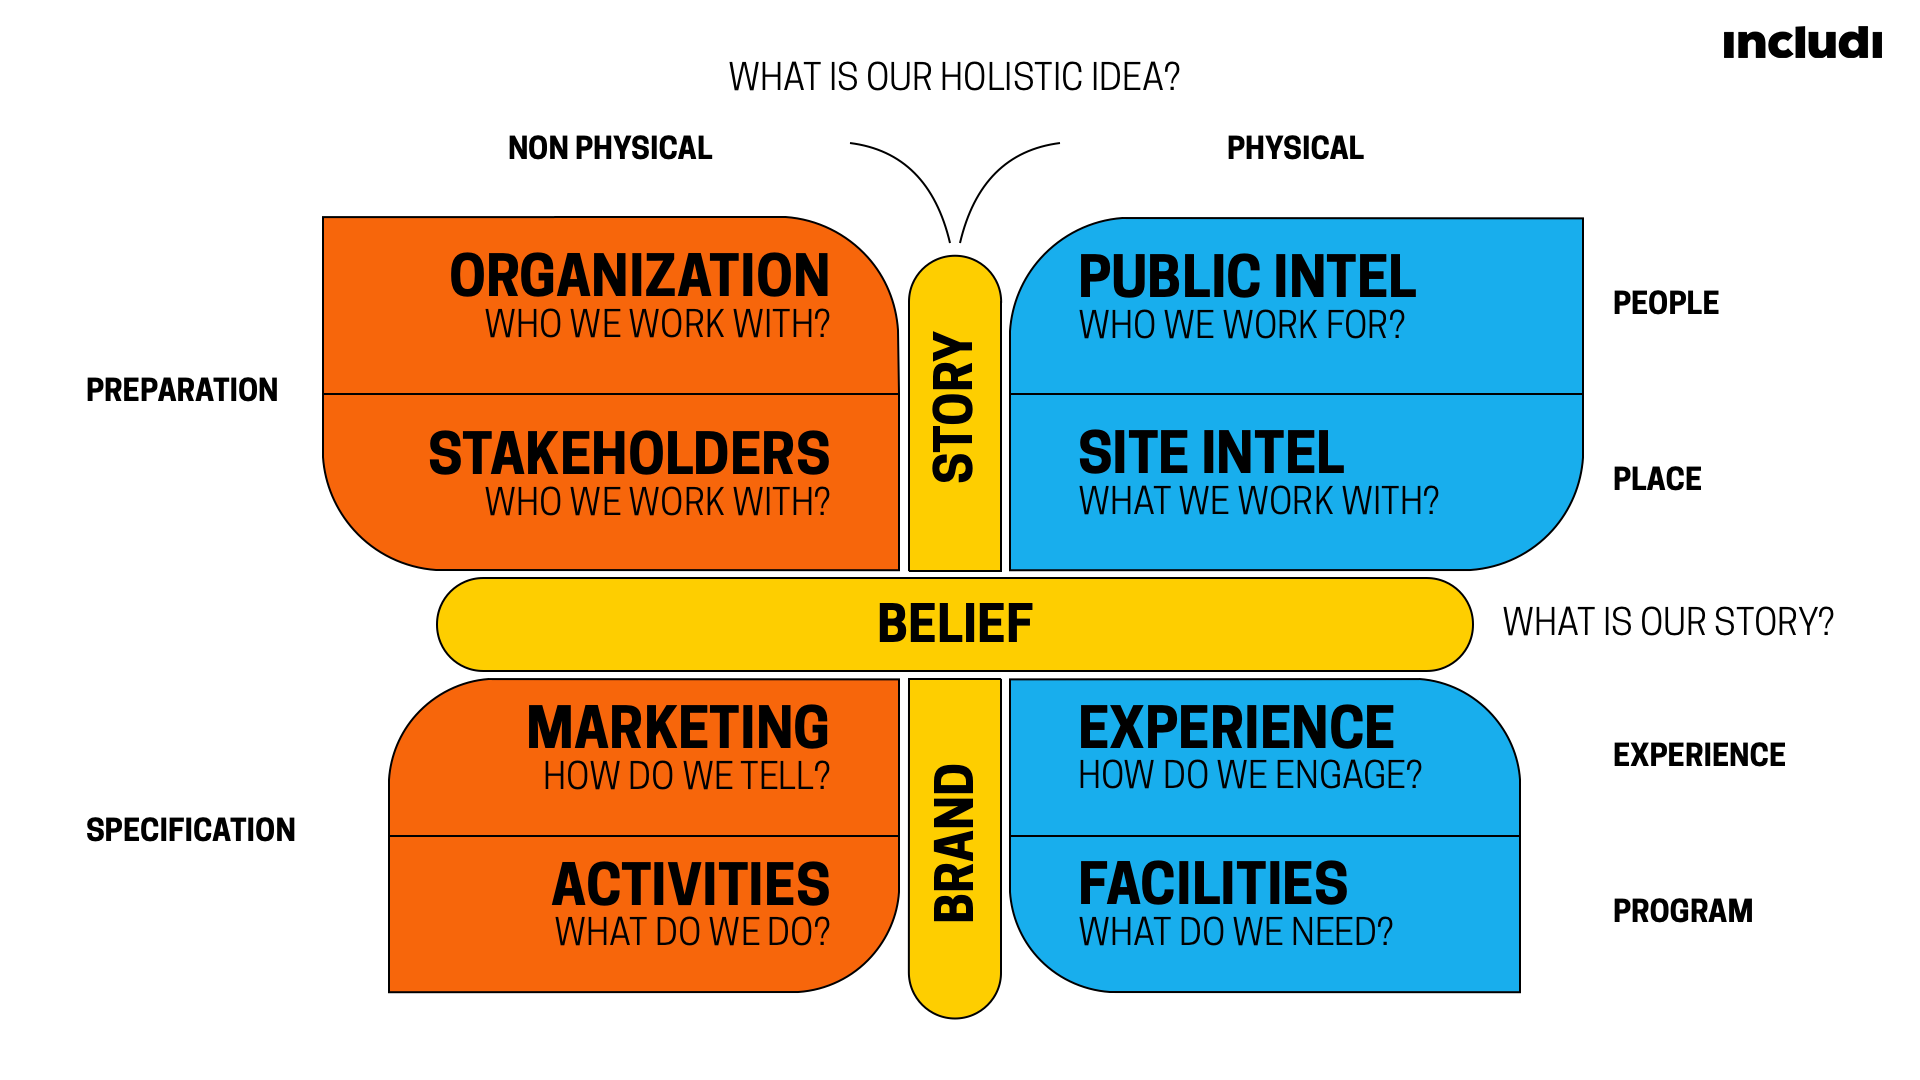 includi
WHAT IS OUR HOLISTIC IDEA?
NON PHYSICAL
PHYSICAL
ORGANIZATION
WHO WE WORK WITH?
PUBLIC INTEL
WHO WE WORK FOR?
PEOPLE
STORY
PREPARATION
STAKEHOLDERS
WHO WE WORK WITH?
SITE INTEL
WHAT WE WORK WITH?
PLACE
BELIEF
WHAT IS OUR STORY?
MARKETING
HOW DO WE TELL?
EXPERIENCE
HOW DO WE ENGAGE?
EXPERIENCE
BRAND
SPECIFICATION
ACTIVITIES
WHAT DO WE DO?
FACILITIES
WHAT DO WE NEED?
PROGRAM